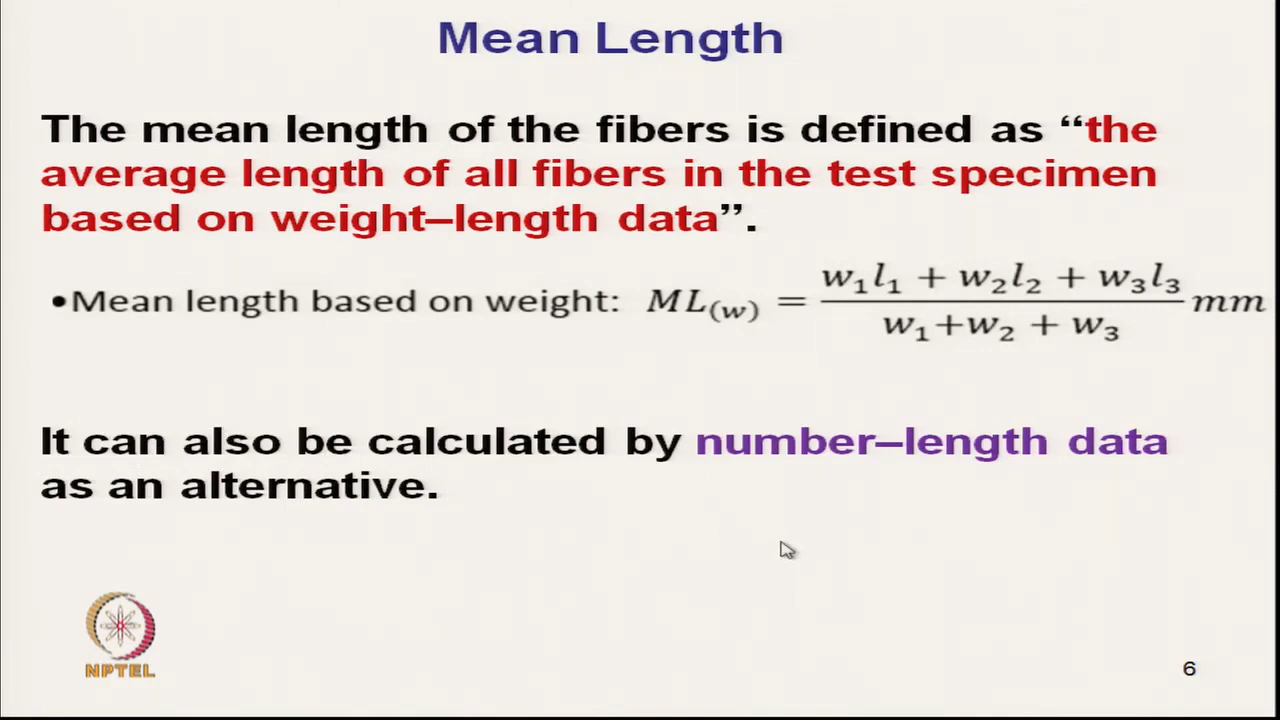 Mean Length
The mean length of the fibers is defined as “the
average length of all fibers in the test specimen
based on weight–length data”.
•Mean length based on weight: ML(w) = (w₁l₁ + w₂l₂ + w₃l₃) / (w₁+w₂ + w₃) mm
It can also be calculated by number–length data
as an alternative.
NPTEL
6